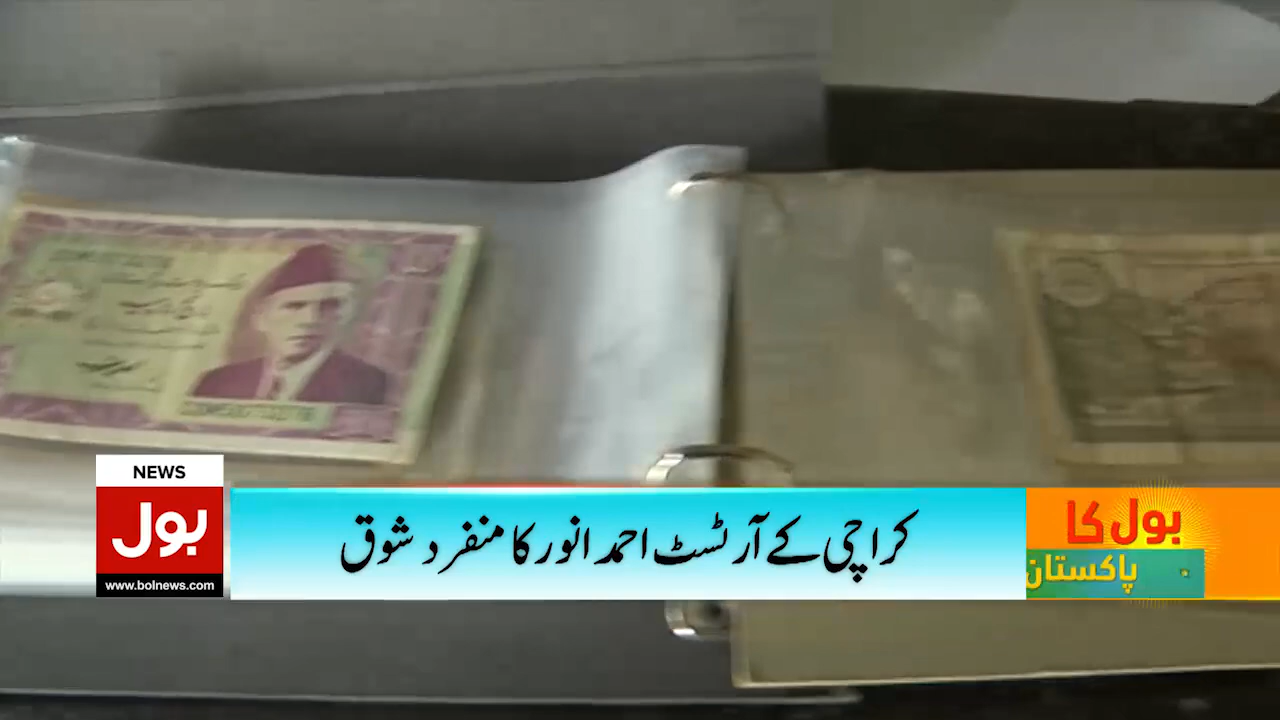 NEWS
بول
www.bolnews.com
کراچی کے آرٹسٹ احمد انور کا منفرد شوق
بول کا
پاکستان